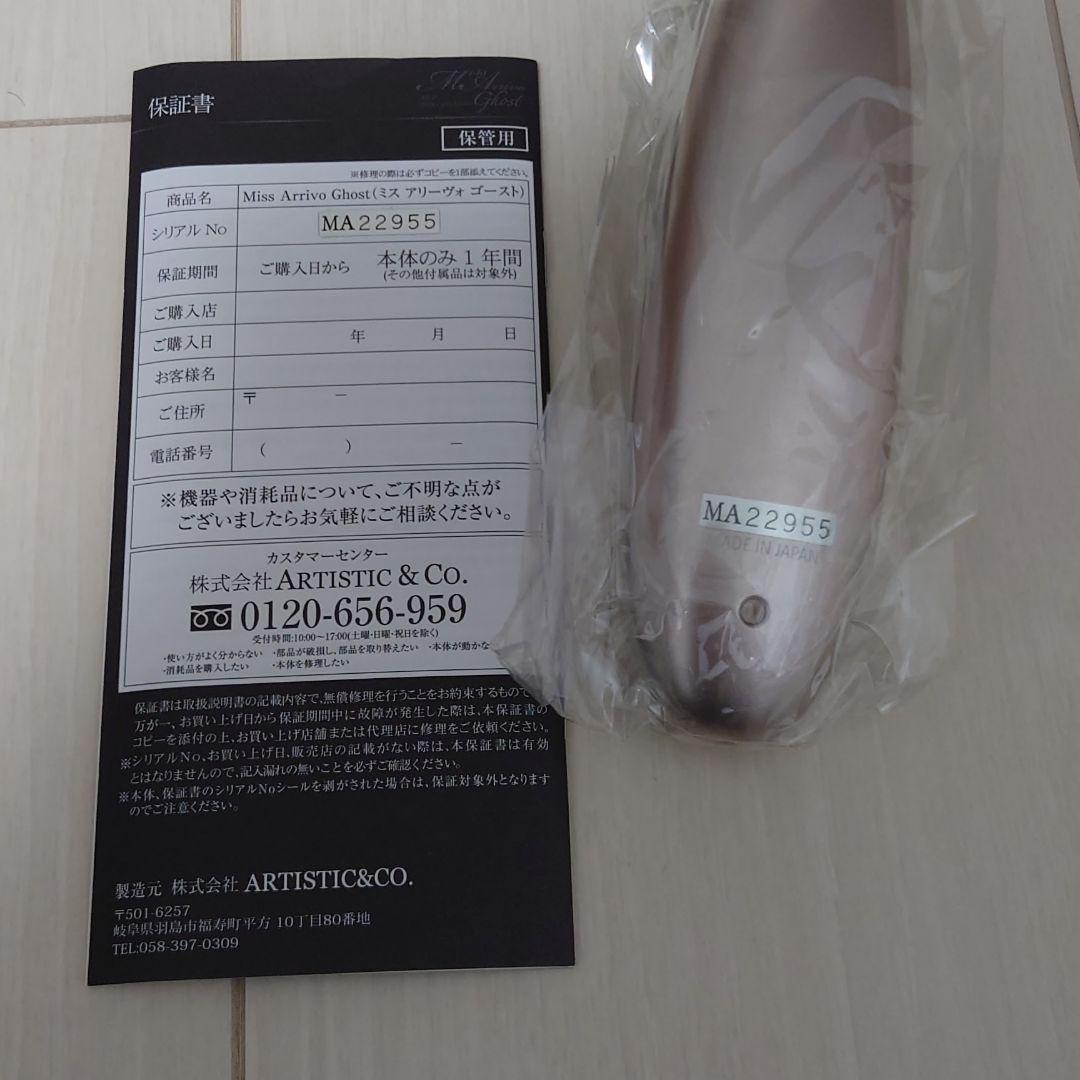 保証書
Miss Arrivo
Ghost
保管用
※修理の際は必ずコピーを1部添えてください。
商品名 Miss Arrivo Ghost(ミス アリーヴォ ゴースト)
シリアルNo MA22955
保証期間 ご購入日から 本体のみ1年間
(その他付属品は対象外)
ご購入店
ご購入日 年 月 日
お客様名
ご住所 〒 －
電話番号 ( ) －
※機器や消耗品について、ご不明な点が
ございましたらお気軽にご相談ください。
カスタマーセンター
株式会社 ARTISTIC & CO.
0120-656-959
受付時間:10:00〜17:00(土曜・日曜・祝日を除く)
・使い方がよく分からない ・部品が破損し、部品を取り替えたい ・本体が動かな
・消耗品を購入したい ・本体を修理したい
保証書は取扱説明書の記載内容で、無償修理を行うことをお約束するもので
万が一、お買い上げ日から保証期間中に故障が発生した際は、本保証書の
コピーを添付の上、お買い上げ店舗または代理店に修理をご依頼ください。
※シリアルNo、お買い上げ日、販売店の記載がない際は、本保証書は有効
とはなりませんので、記入漏れの無いことを必ずご確認ください。
※本体、保証書のシリアルNoシールを剥がされた場合は、保証対象外となります
のでご注意ください。
製造元 株式会社 ARTISTIC&CO.
〒501-6257
岐阜県羽島市福寿町平方 10丁目80番地
TEL:058-397-0309
MA22955
MADE IN JAPAN